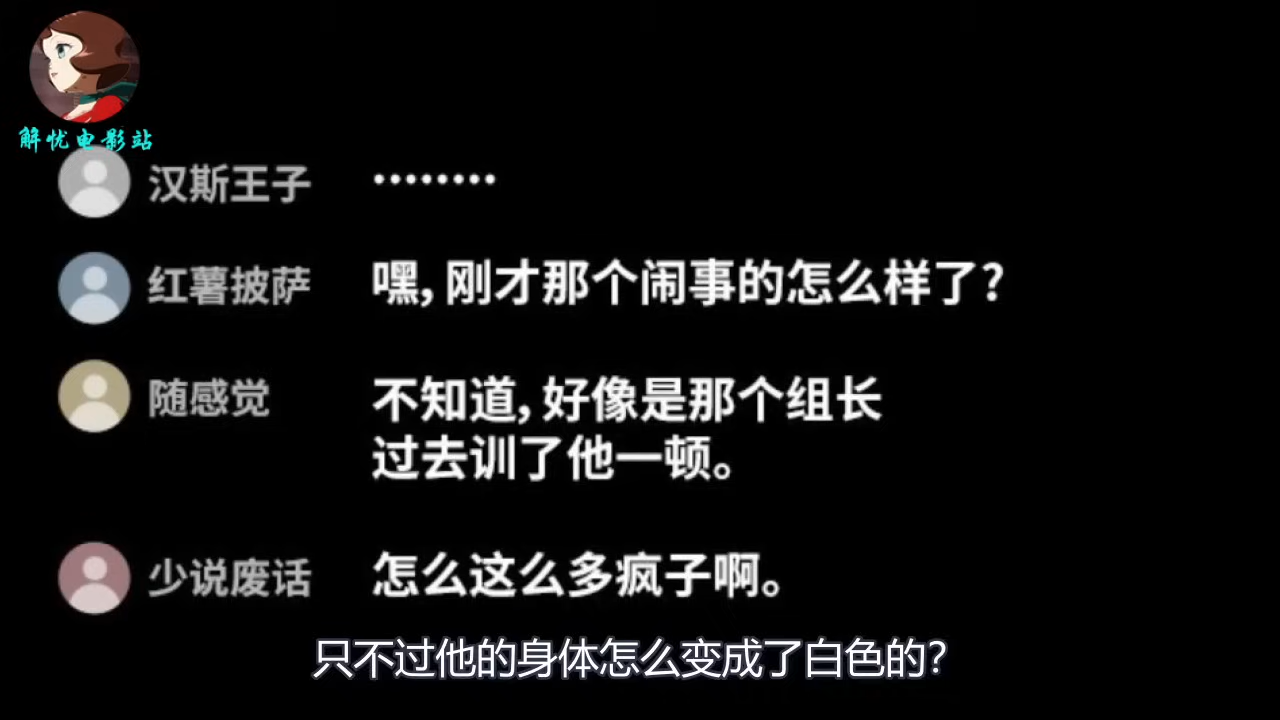 解忧电影站
汉斯王子 ········
红薯披萨 嘿,刚才那个闹事的怎么样了?
随感觉 不知道,好像是那个组长
过去训了他一顿。
少说废话 怎么这么多疯子啊。
只不过他的身体怎么变成了白色的?